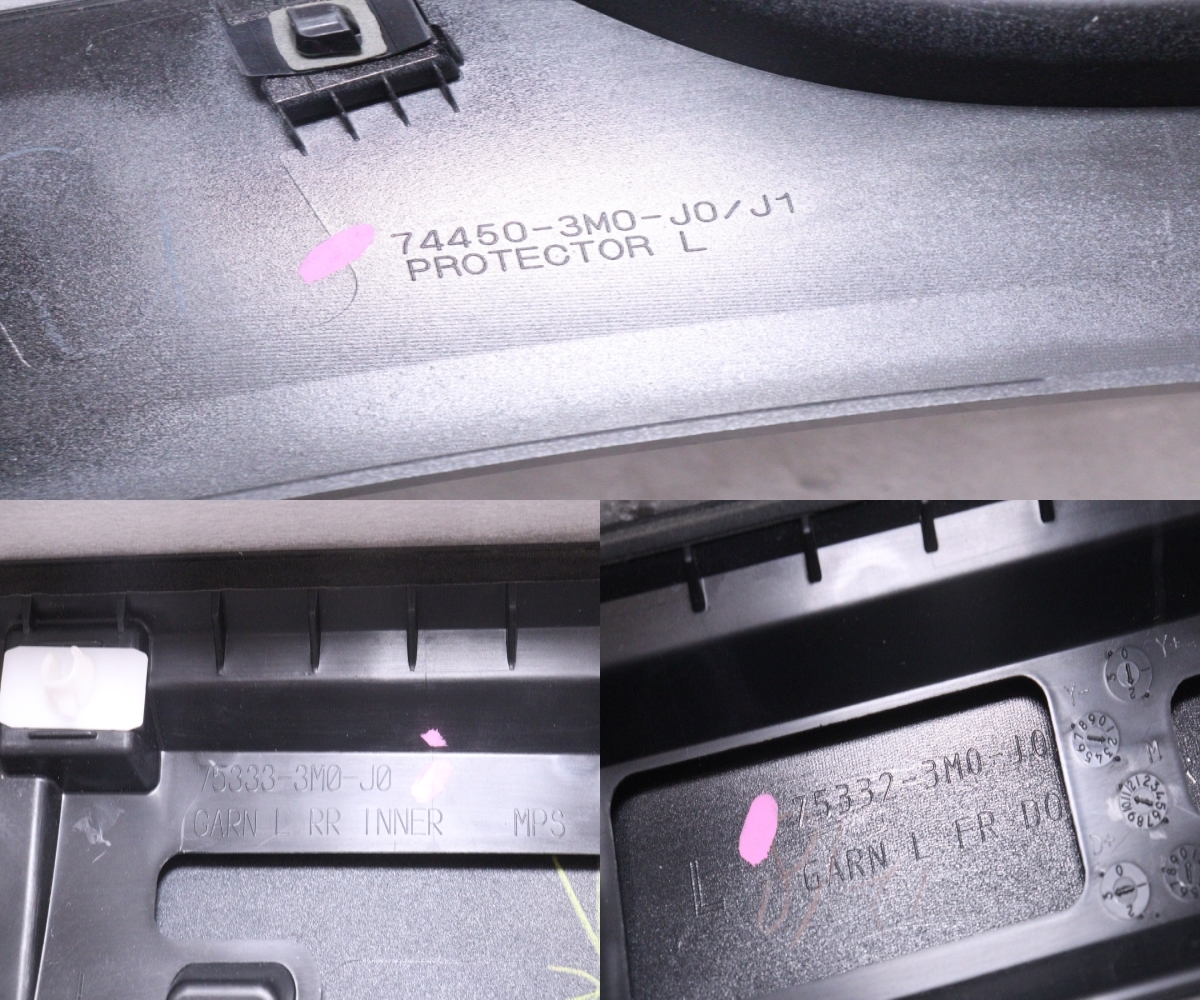 74450-3M0-J0/J1
PROTECTOR L
75333-3M0-J0
GARN L RR INNER MPS
75332-3M0-J0
GARN L FR DO
L
Y+
Y-
M